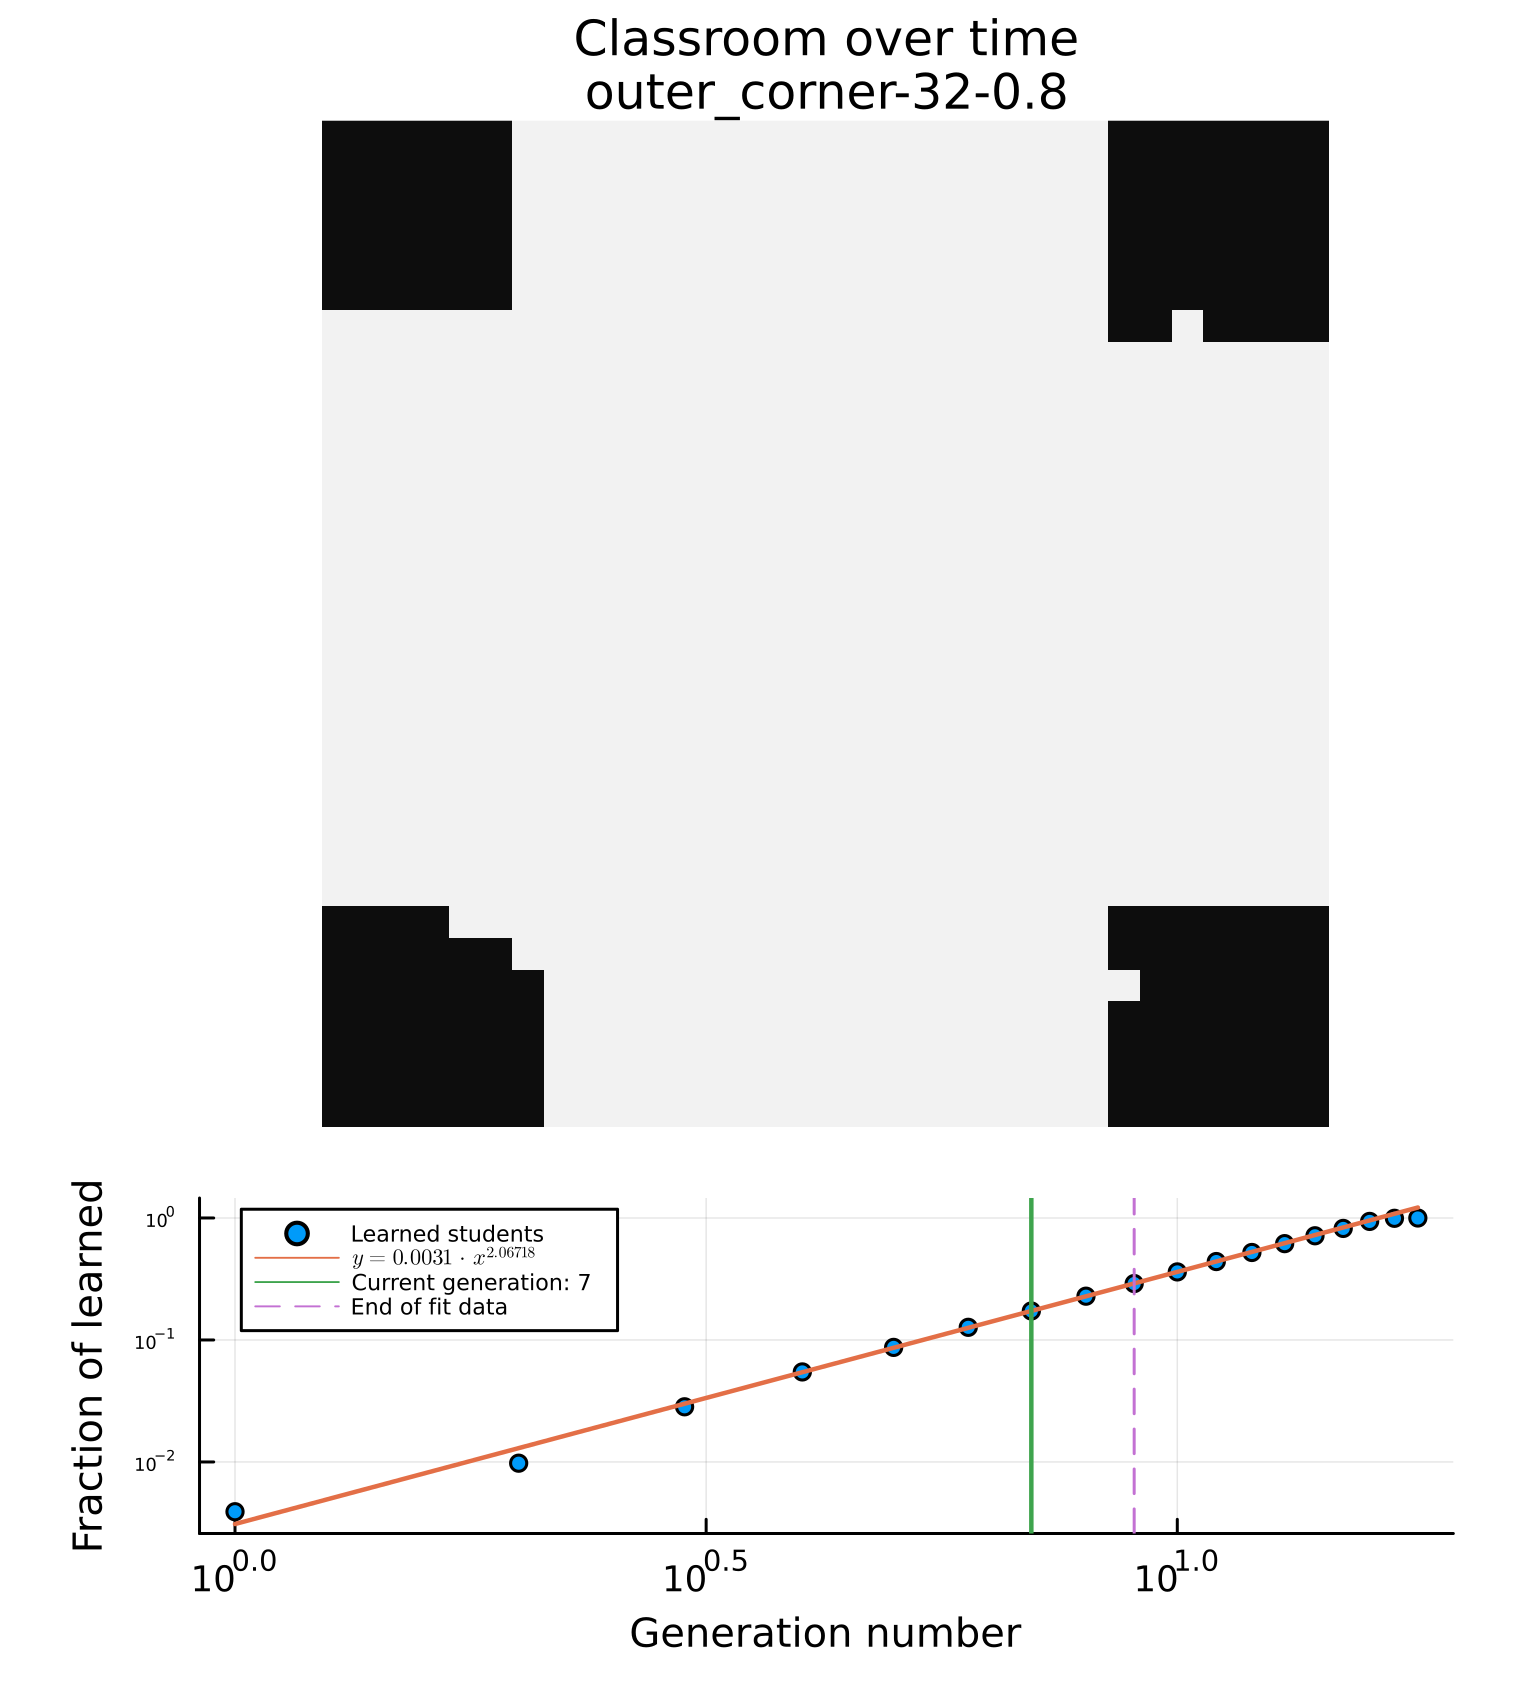 Classroom over time
outer_corner-32-0.8
Fraction of learned
10^0
10^−1
10^−2
Learned students
y = 0.0031 · x^2.06718
Current generation: 7
End of fit data
10^0.0 10^0.5 10^1.0
Generation number